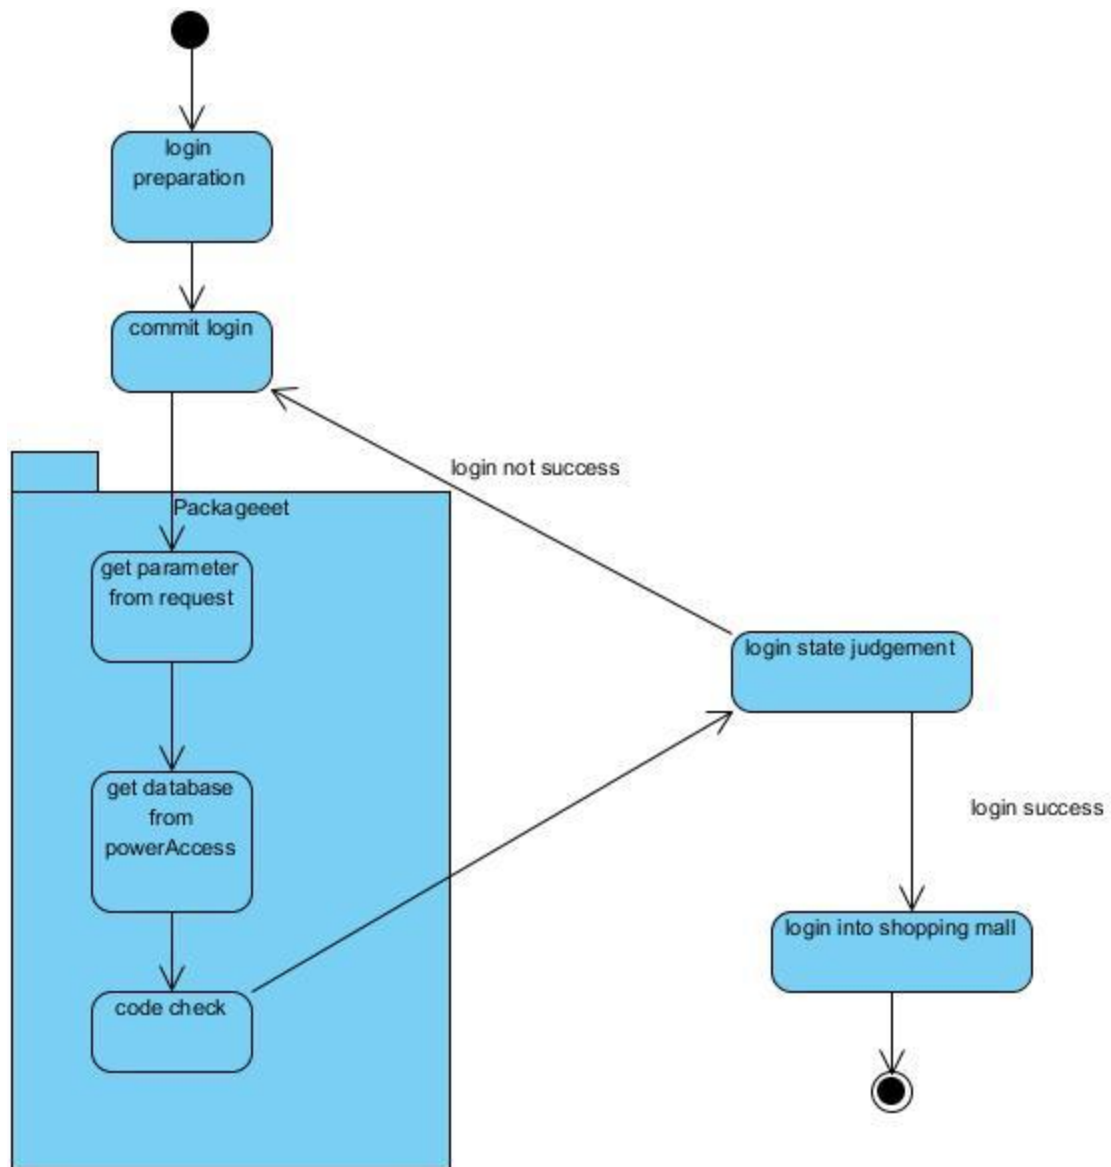 login
preparation
commit login
login not success
Packageeet
get parameter
from request
login state judgement
get database
from
powerAccess
login success
login into shopping mall
code check